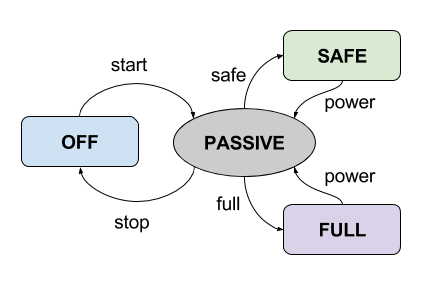 SAFE
start
safe
power
OFF
PASSIVE
power
full
stop
FULL